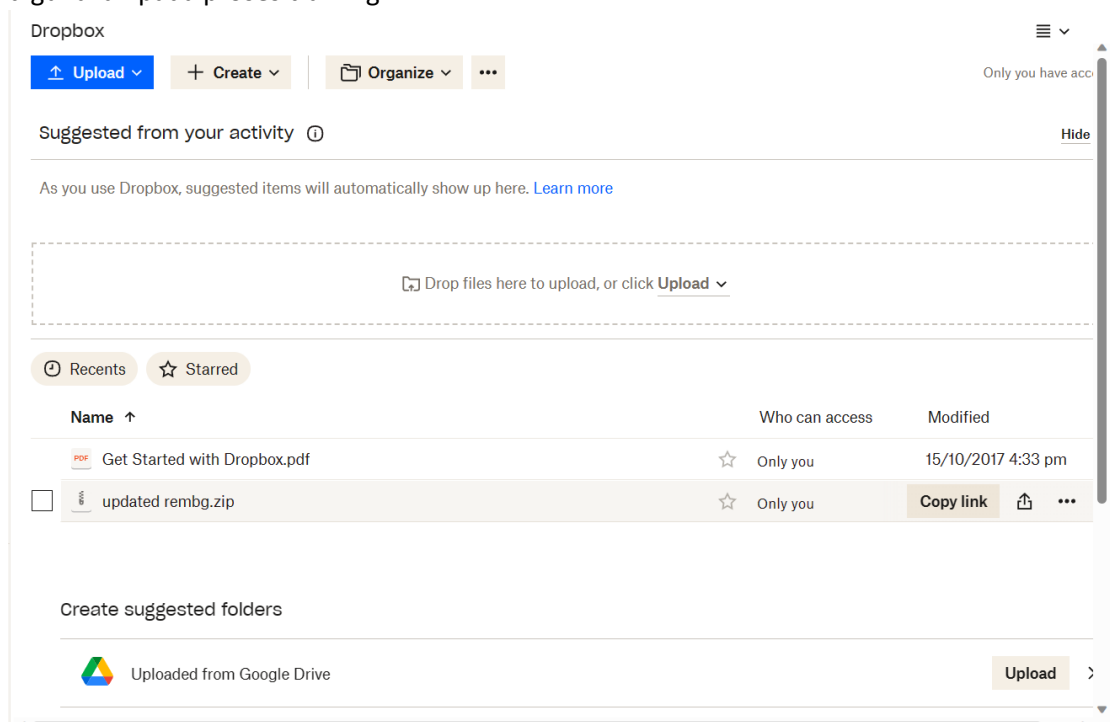 Dropbox
Upload
Create
Organize
Only you have acc
Suggested from your activity
Hide
As you use Dropbox, suggested items will automatically show up here. Learn more
Drop files here to upload, or click Upload
Recents
Starred
Name Who can access Modified
PDF Get Started with Dropbox.pdf Only you 15/10/2017 4:33 pm
updated rembg.zip Only you Copy link
Create suggested folders
Uploaded from Google Drive Upload